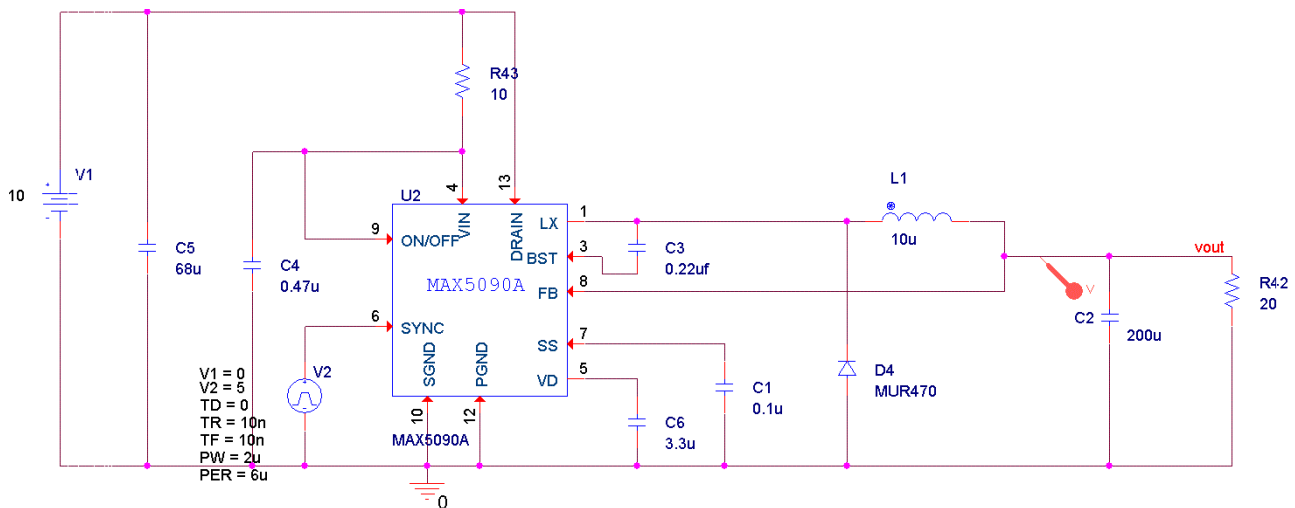 R43
10
V1
10
C5
68u
C4
0.47u
U2
4
13
9
6
10
12
1
3
8
7
5
VIN
DRAIN
ON/OFF
SYNC
SGND
PGND
LX
BST
FB
SS
VD
MAX5090A
MAX5090A
V2
V1 = 0
V2 = 5
TD = 0
TR = 10n
TF = 10n
PW = 2u
PER = 6u
C3
0.22uf
L1
10u
vout
V
R42
20
C2
200u
D4
MUR470
C1
0.1u
C6
3.3u
0